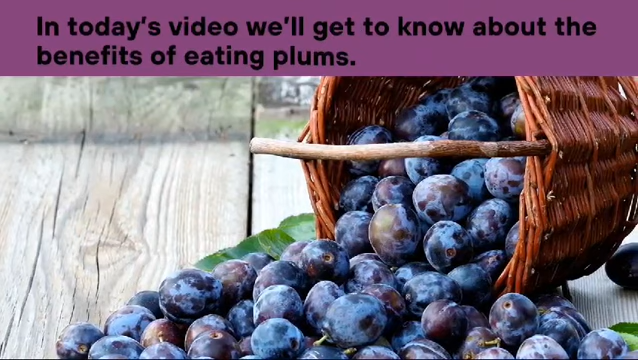 In today's video we'll get to know about the
benefits of eating plums.